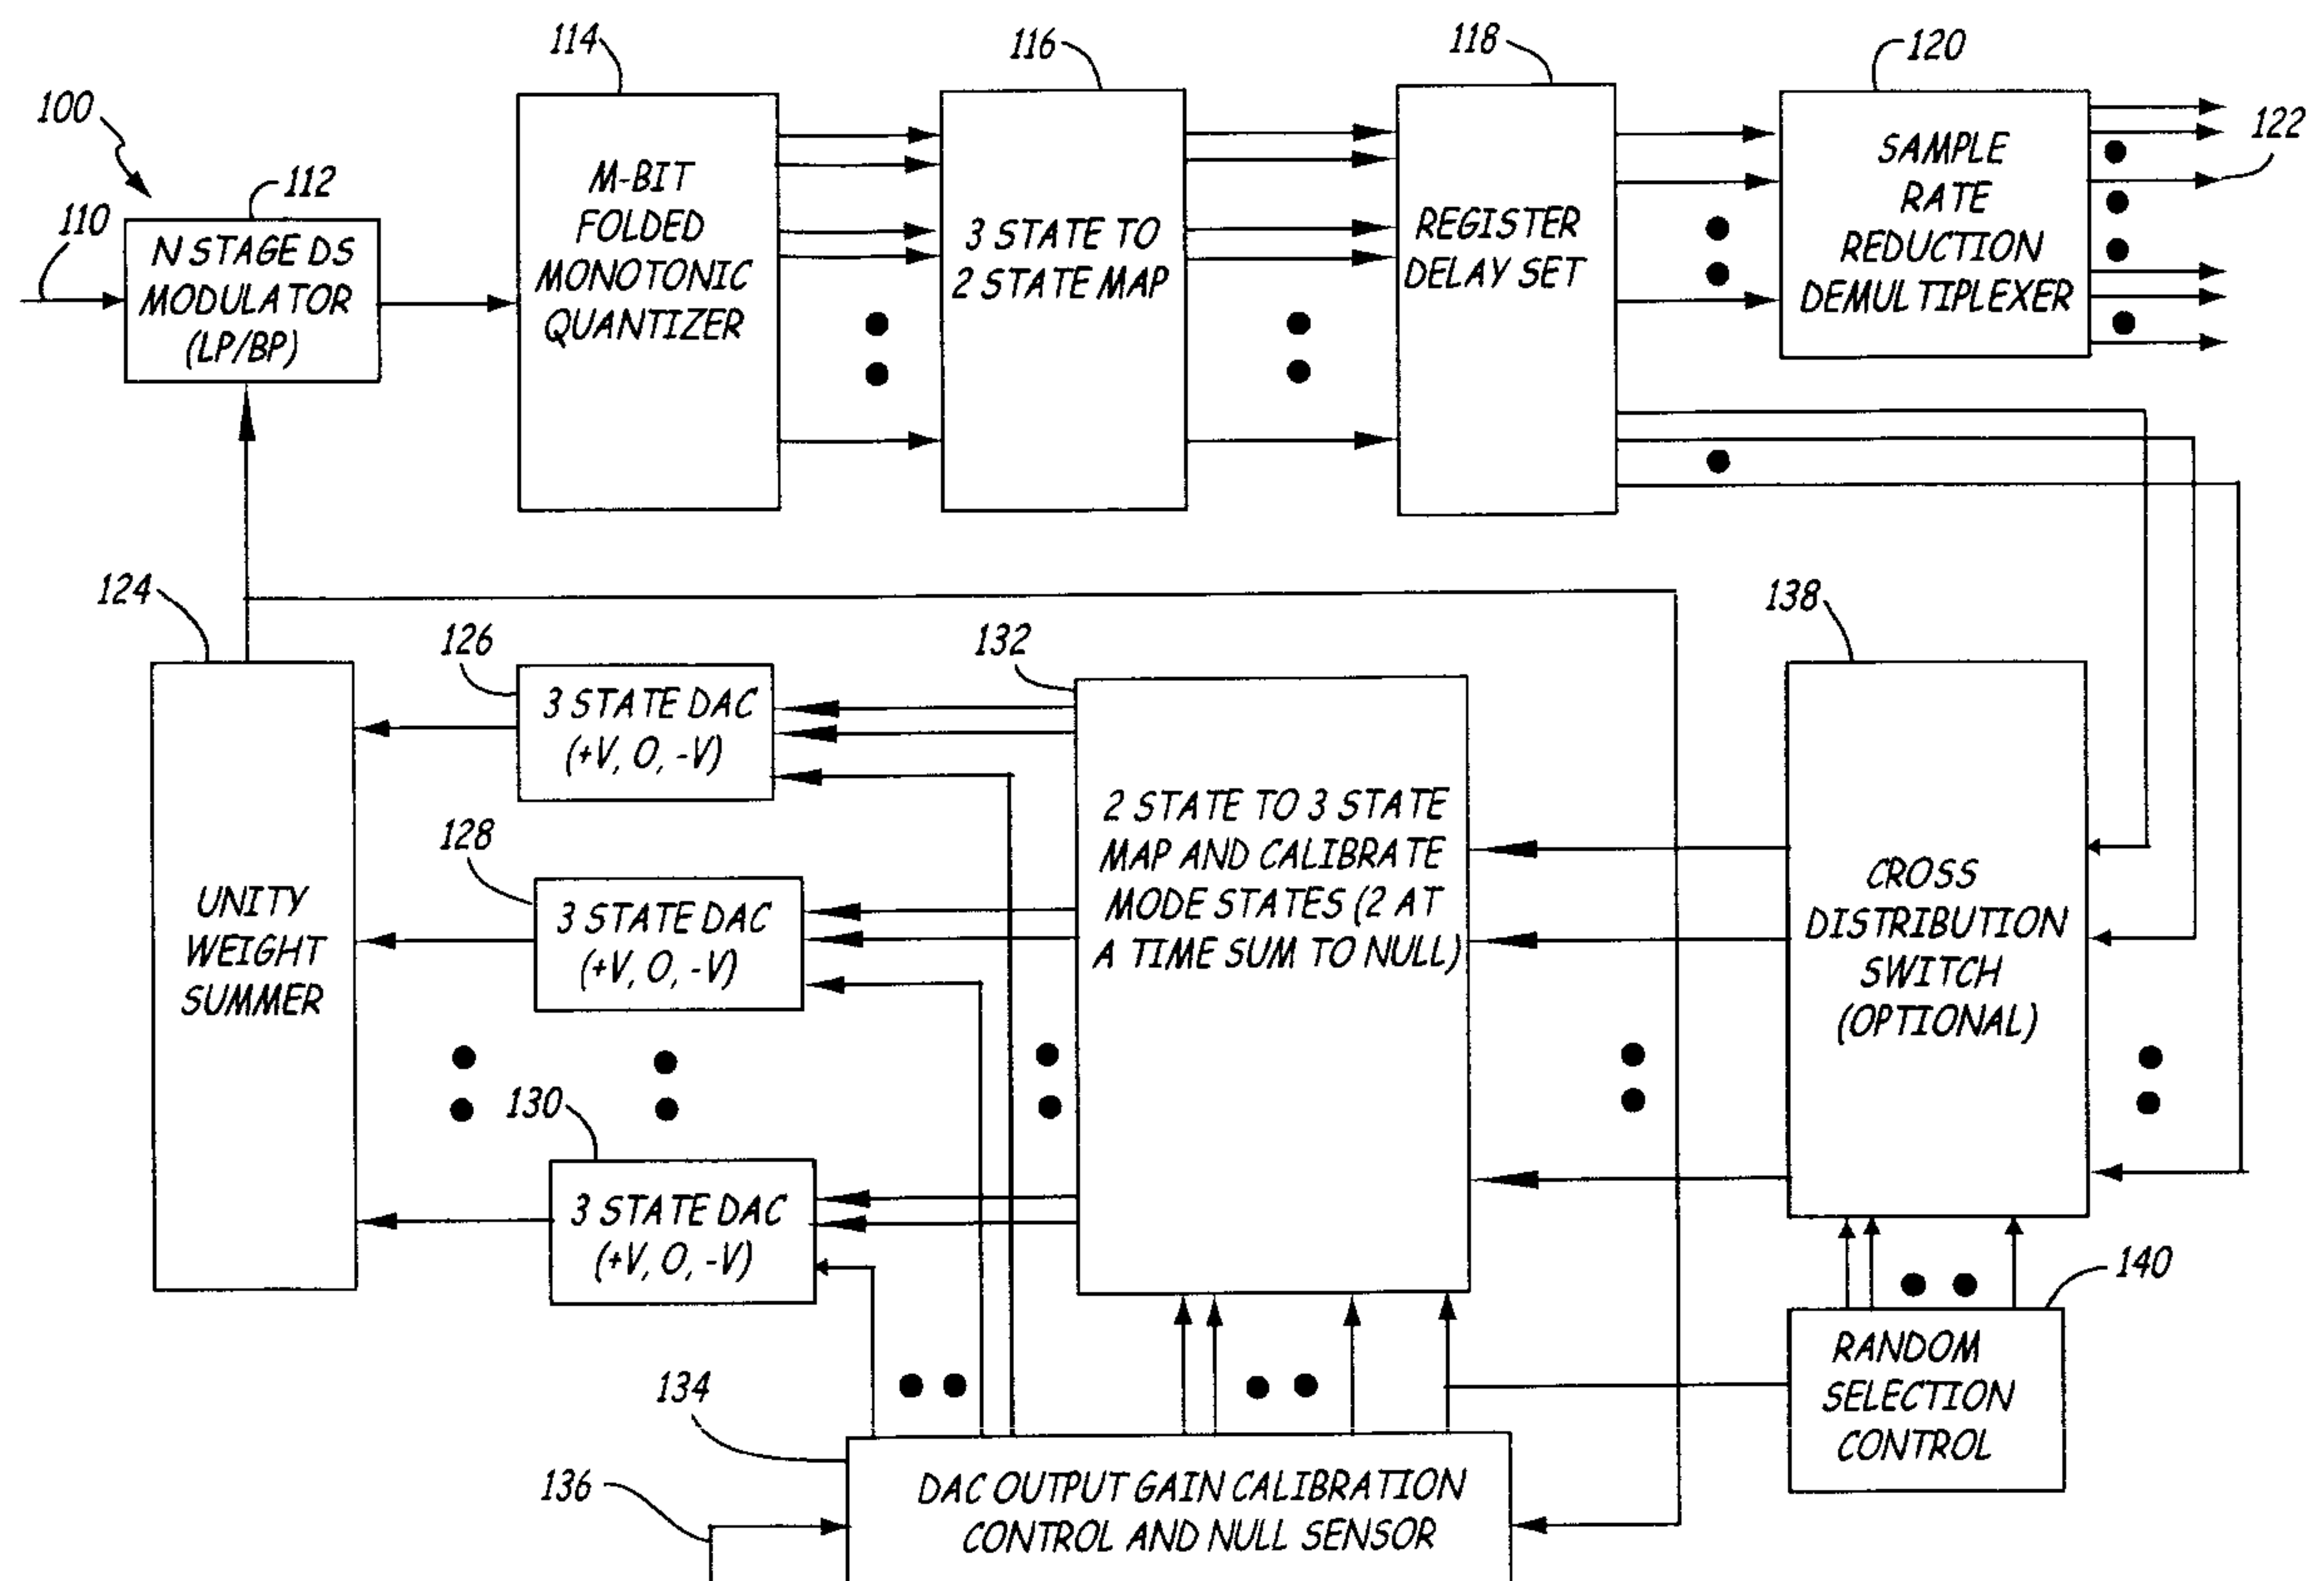 100
110
112
N STAGE DS
MODULATOR
(LP/BP)
114
M-BIT
FOLDED
MONOTONIC
QUANTIZER
116
3 STATE TO
2 STATE MAP
118
REGISTER
DELAY SET
120
SAMPLE
RATE
REDUCTION
DEMULTIPLEXER
122
124
UNITY
WEIGHT
SUMMER
126
3 STATE DAC
(+V, O, -V)
128
3 STATE DAC
(+V, O, -V)
130
3 STATE DAC
(+V, O, -V)
132
2 STATE TO 3 STATE
MAP AND CALIBRATE
MODE STATES (2 AT
A TIME SUM TO NULL)
138
CROSS
DISTRIBUTION
SWITCH
(OPTIONAL)
140
RANDOM
SELECTION
CONTROL
134
DAC OUTPUT GAIN CALIBRATION
CONTROL AND NULL SENSOR
136